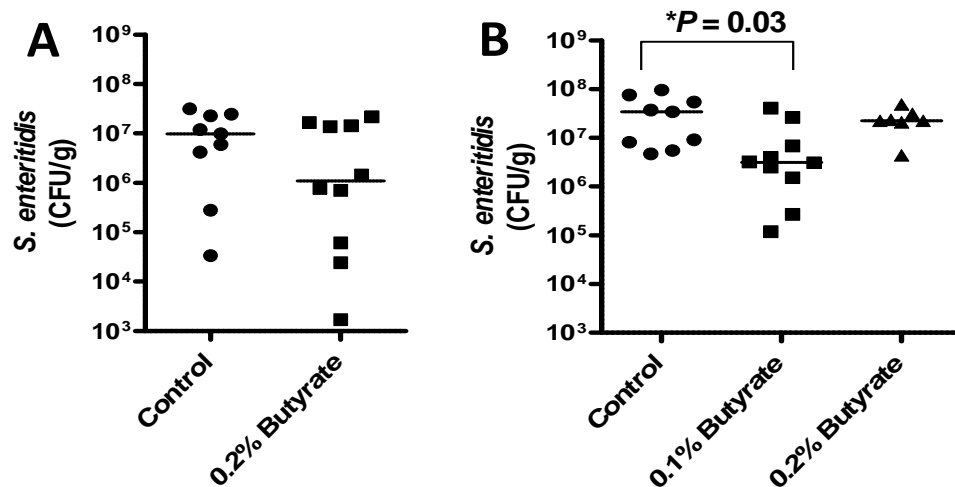 A
S. enteritidis
(CFU/g)
10⁹
10⁸
10⁷
10⁶
10⁵
10⁴
10³
Control
0.2% Butyrate
B
*P = 0.03
S. enteritidis
(CFU/g)
10⁹
10⁸
10⁷
10⁶
10⁵
10⁴
10³
Control
0.1% Butyrate
0.2% Butyrate